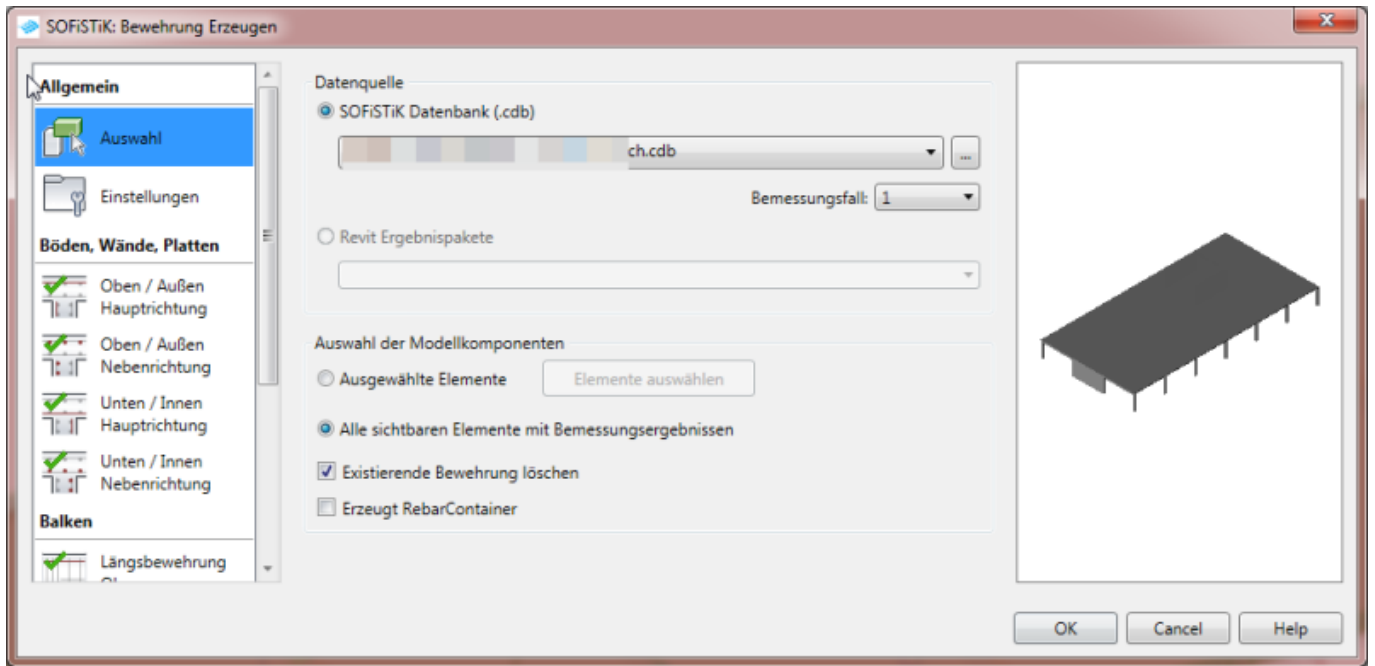 SOFiSTiK: Bewehrung Erzeugen
Allgemein
Auswahl
Einstellungen
Böden, Wände, Platten
Oben / Außen
Hauptrichtung
Oben / Außen
Nebenrichtung
Unten / Innen
Hauptrichtung
Unten / Innen
Nebenrichtung
Balken
Längsbewehrung
Datenquelle
SOFiSTiK Datenbank (.cdb)
ch.cdb
...
Bemessungsfall: 1
Revit Ergebnispakete
Auswahl der Modellkomponenten
Ausgewählte Elemente
Elemente auswählen
Alle sichtbaren Elemente mit Bemessungsergebnissen
Existierende Bewehrung löschen
Erzeugt RebarContainer
OK
Cancel
Help